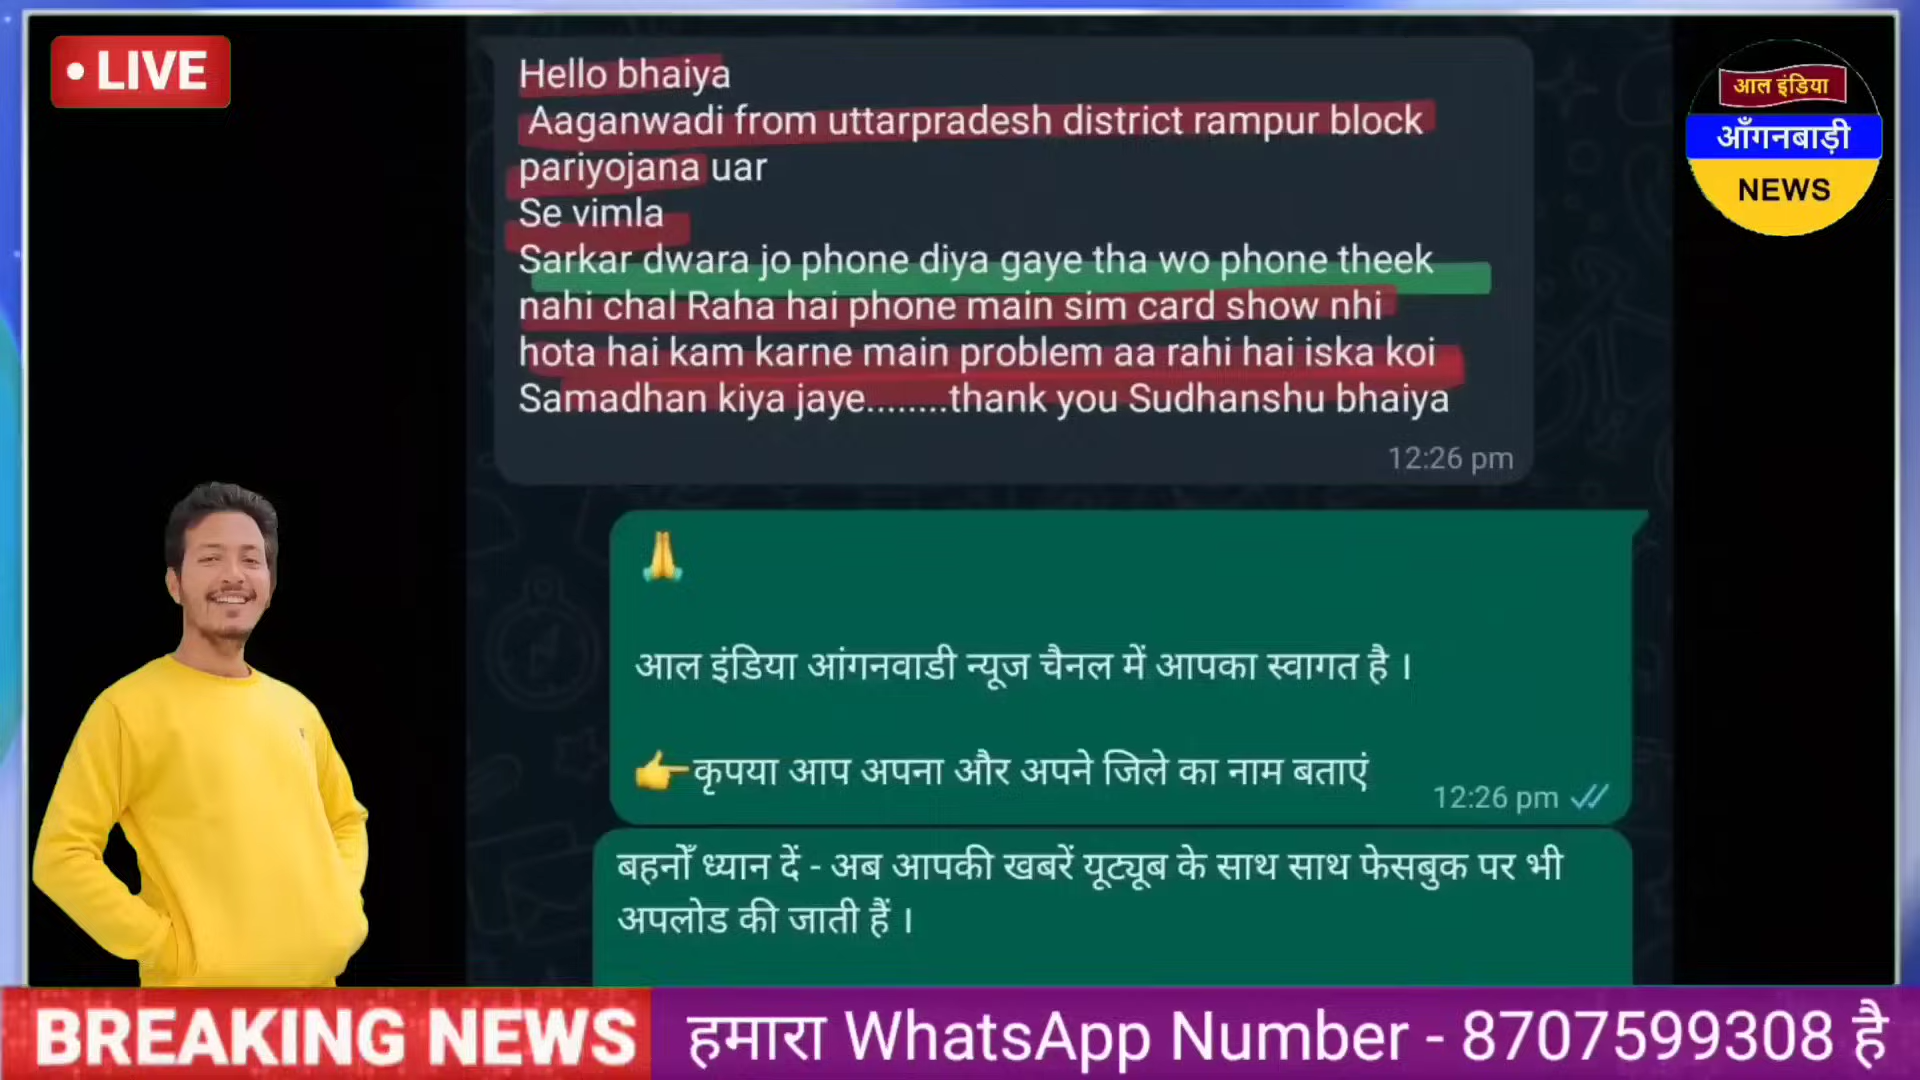 • LIVE
Hello bhaiya
Aaganwadi from uttarpradesh district rampur block
pariyojana uar
Se vimla
Sarkar dwara jo phone diya gaye tha wo phone theek
nahi chal Raha hai phone main sim card show nhi
hota hai kam karne main problem aa rahi hai iska koi
Samadhan kiya jaye........thank you Sudhanshu bhaiya
12:26 pm
आल इंडिया
आँगनबाड़ी
NEWS
🙏
आल इंडिया आंगनवाडी न्यूज चैनल में आपका स्वागत है ।
👉कृपया आप अपना और अपने जिले का नाम बताएं
12:26 pm
बहनोंँ ध्यान दें - अब आपकी खबरें यूट्यूब के साथ साथ फेसबुक पर भी
अपलोड की जाती हैं ।
BREAKING NEWS
हमारा WhatsApp Number - 8707599308 है